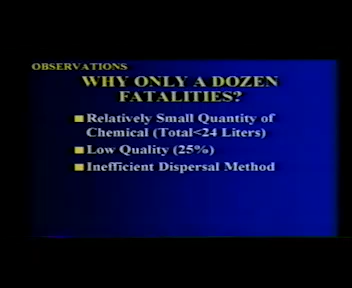 OBSERVATIONS
WHY ONLY A DOZEN
FATALITIES?
Relatively Small Quantity of
Chemical (Total<24 Liters)
Low Quality (25%)
Inefficient Dispersal Method